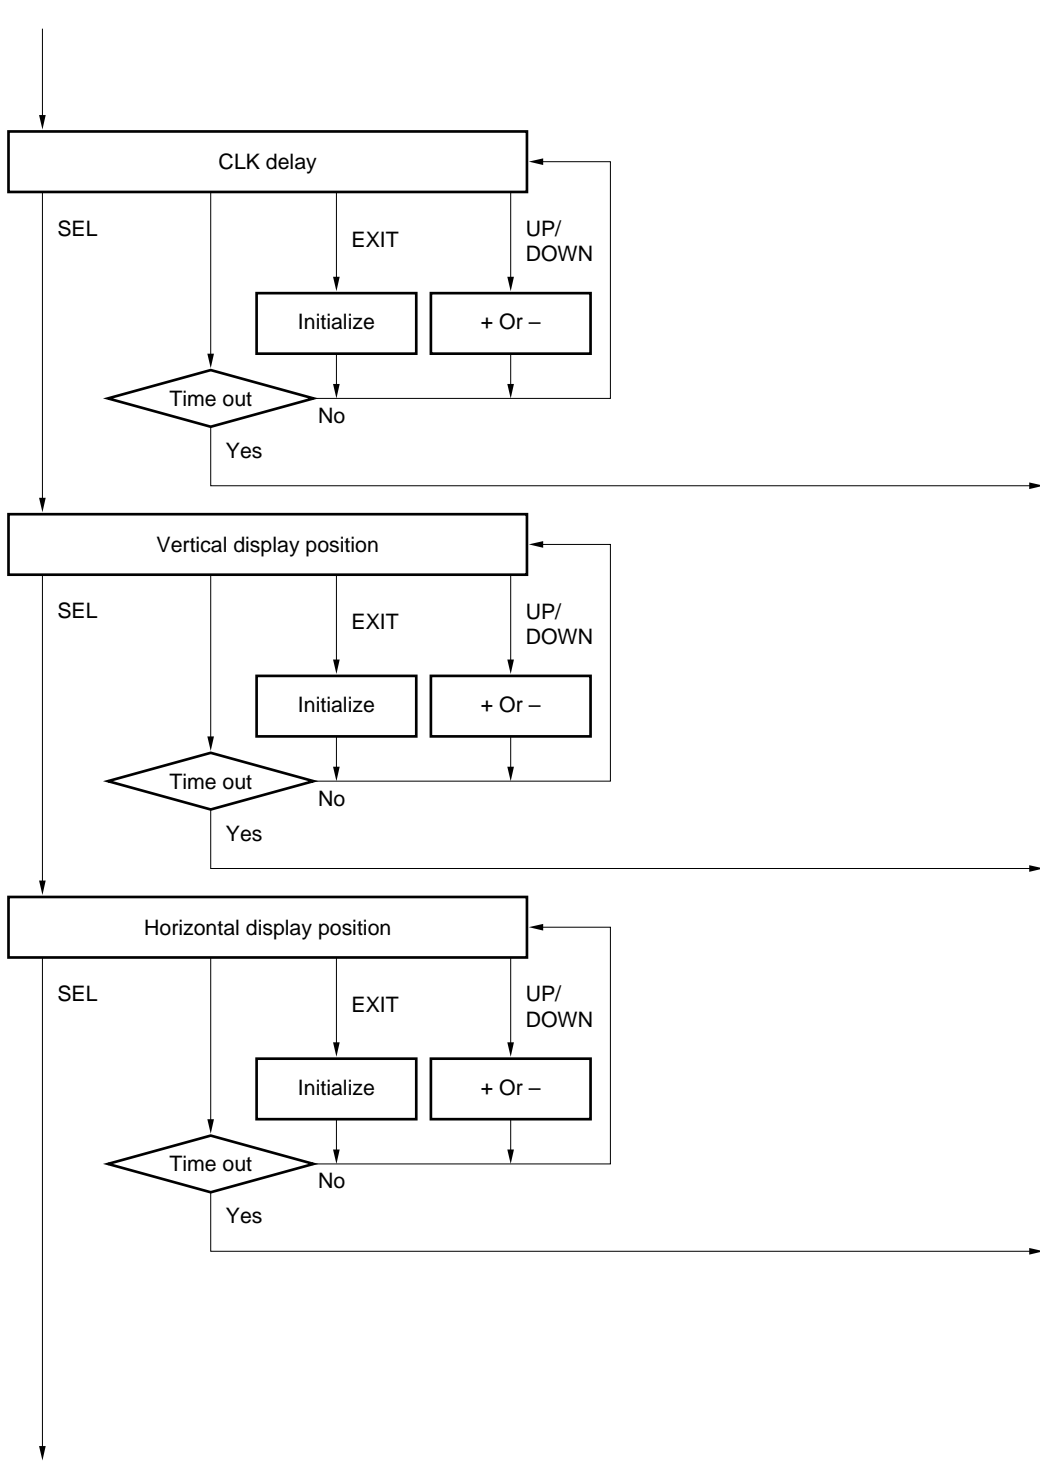 CLK delay
SEL
EXIT
UP/
DOWN
Initialize
+ Or –
Time out
No
Yes
Vertical display position
SEL
EXIT
UP/
DOWN
Initialize
+ Or –
Time out
No
Yes
Horizontal display position
SEL
EXIT
UP/
DOWN
Initialize
+ Or –
Time out
No
Yes